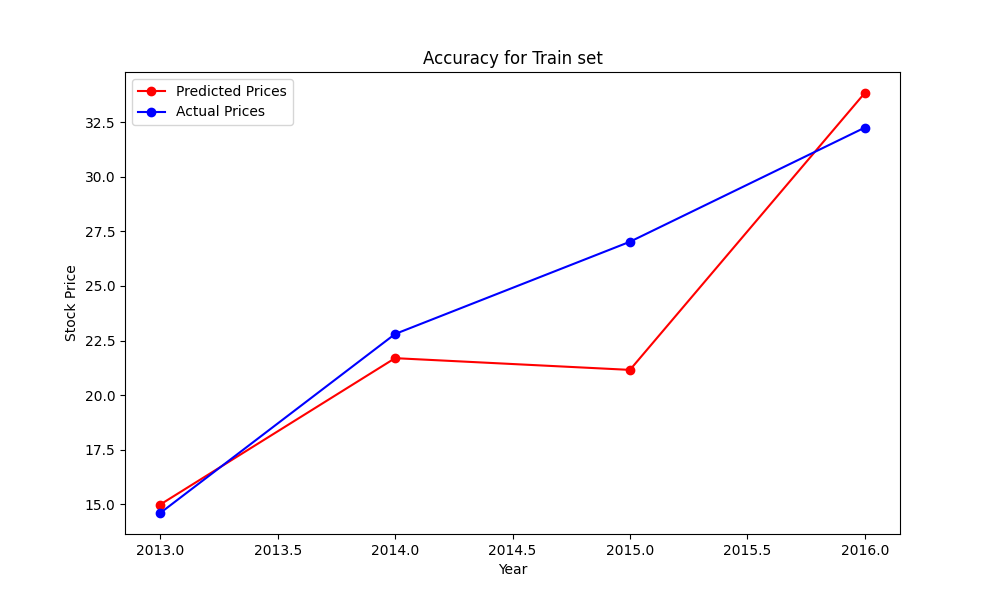 Accuracy for Train set
Predicted Prices
Actual Prices
Stock Price
32.5
30.0
27.5
25.0
22.5
20.0
17.5
15.0
2013.0 2013.5 2014.0 2014.5 2015.0 2015.5 2016.0
Year